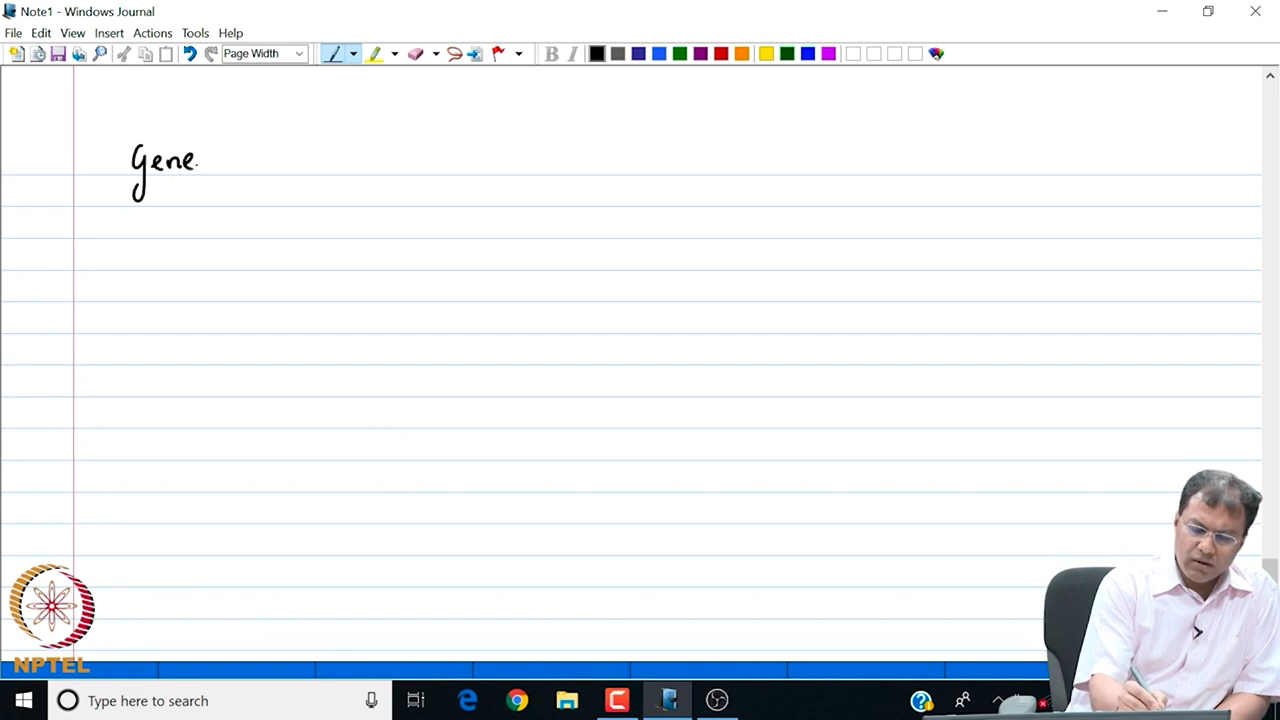 Note1 - Windows Journal
File Edit View Insert Actions Tools Help
Page Width
B I
Gene
NPTEL
Type here to search